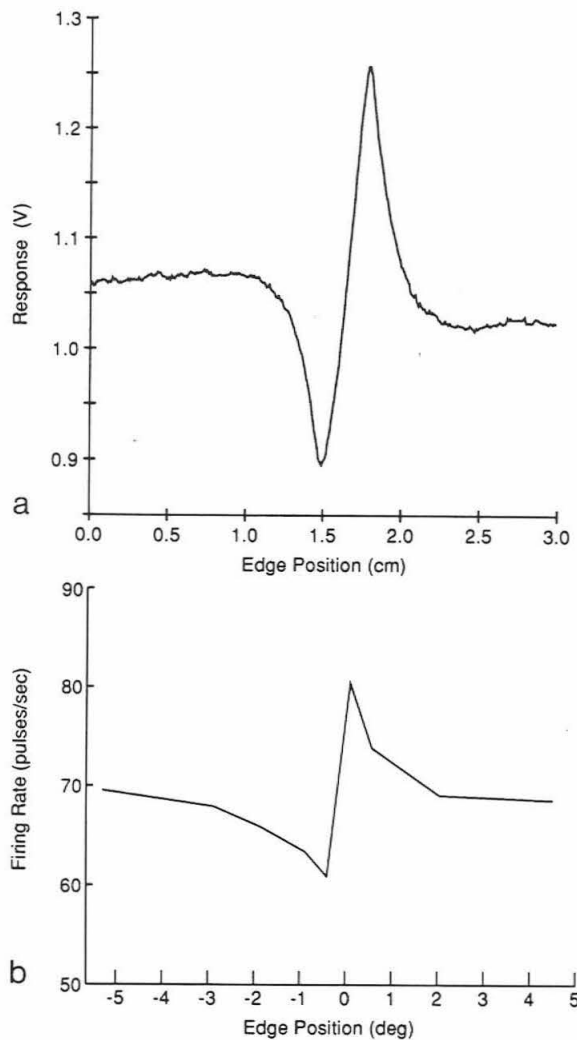 1.3
1.2
1.1
1.0
0.9
Response (V)
a
0.0 0.5 1.0 1.5 2.0 2.5 3.0
Edge Position (cm)
90
80
70
60
50
Firing Rate (pulses/sec)
b
-5 -4 -3 -2 -1 0 1 2 3 4 5
Edge Position (deg)